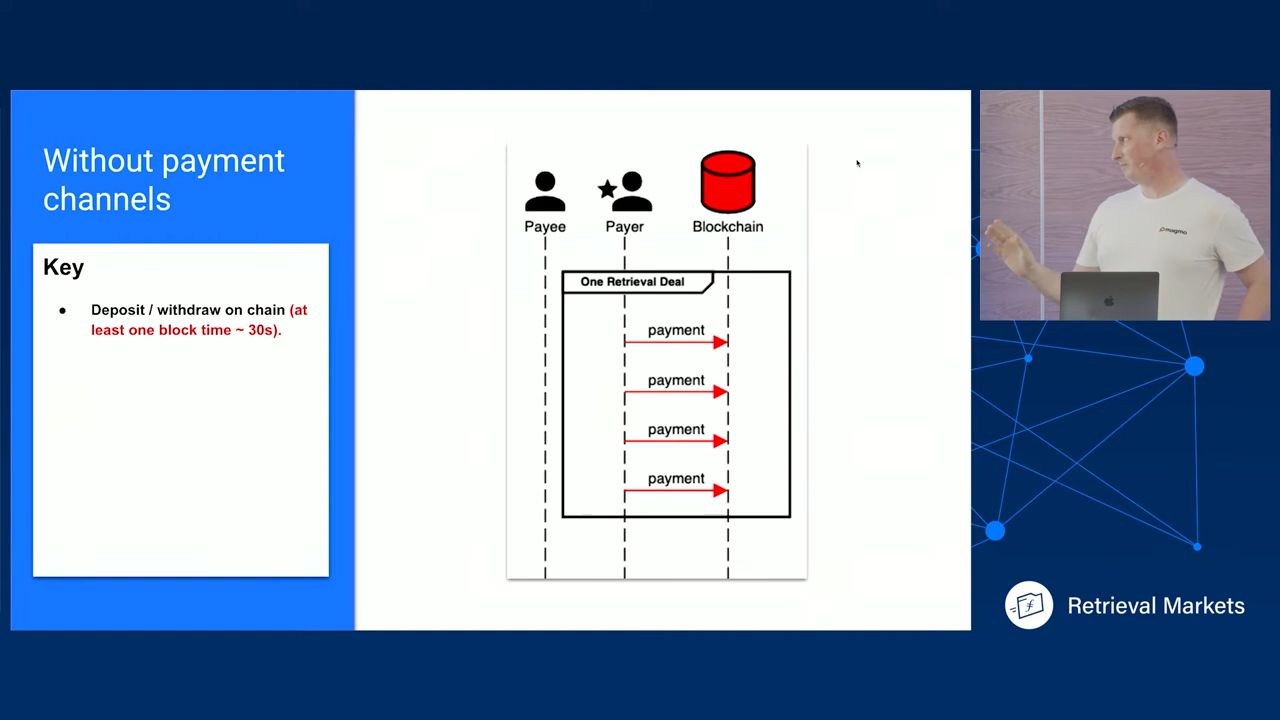 Without payment
channels
Key
● Deposit / withdraw on chain (at
least one block time ~ 30s).
Payee
Payer
Blockchain
One Retrieval Deal
payment
payment
payment
payment
magmo
Retrieval Markets